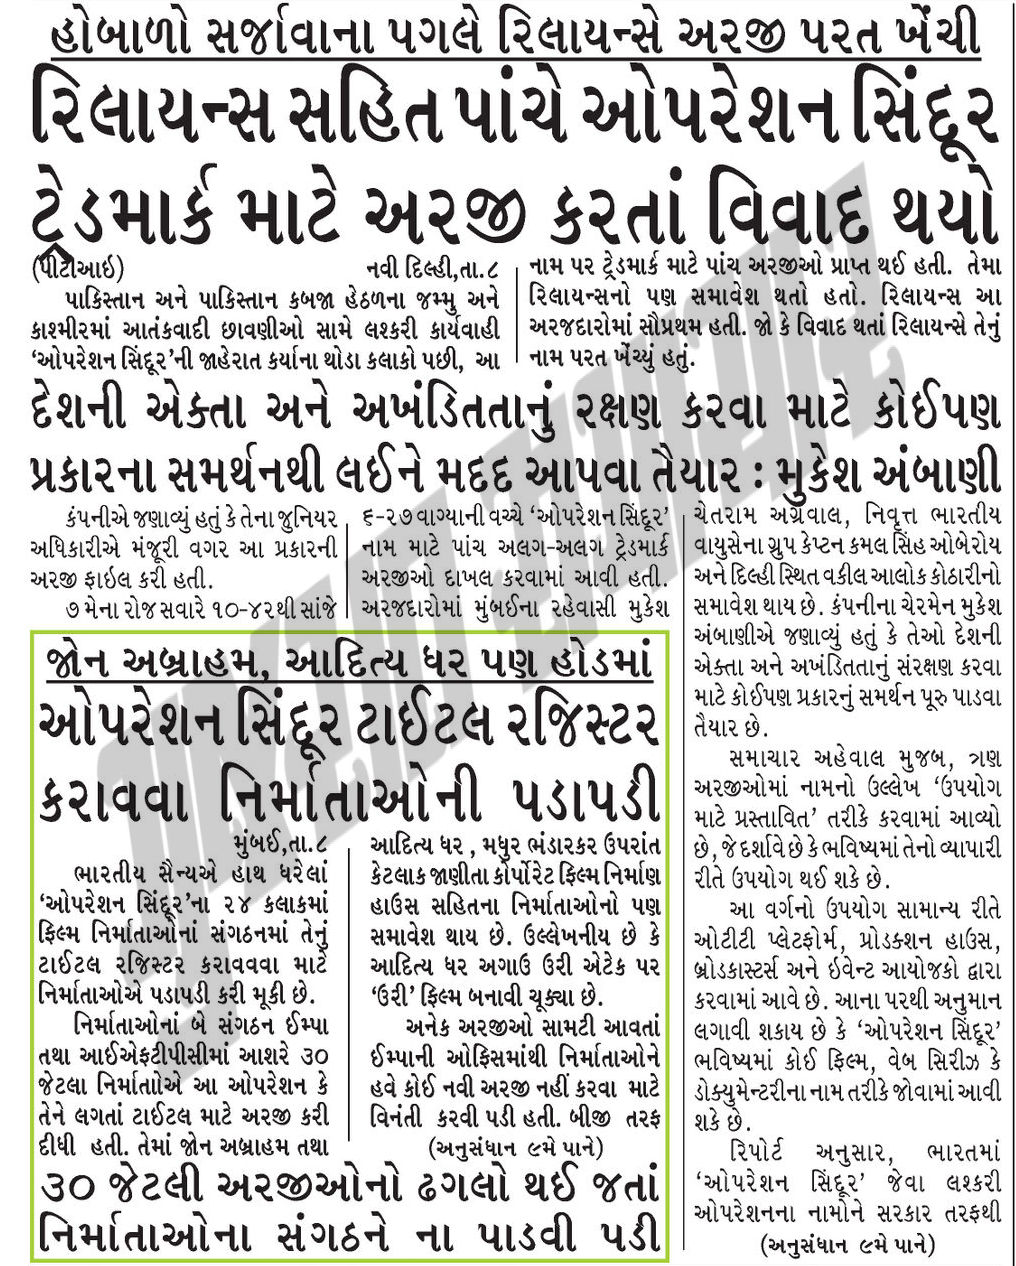 હોબાળો સર્જાવાના પગલે રિલાયન્સે અરજી પરત ખેંચી
રિલાયન્સ સહિત પાંચે ઓપરેશન સિંદૂર
ટ્રેડમાર્ક માટે અરજી કરતાં વિવાદ થયો
(પીટીઆઇ) નવી દિલ્હી,તા.૮
પાકિસ્તાન અને પાકિસ્તાન કબજા હેઠળના જમ્મુ અને
કાશ્મીરમાં આતંકવાદી છાવણીઓ સામે લશ્કરી કાર્યવાહી
‘ઓપરેશન સિંદૂર’ની જાહેરાત કર્યાના થોડા કલાકો પછી, આ
નામ પર ટ્રેડમાર્ક માટે પાંચ અરજીઓ પ્રાપ્ત થઈ હતી. તેમા
રિલાયન્સનો પણ સમાવેશ થતો હતો. રિલાયન્સ આ
અરજદારોમાં સૌપ્રથમ હતી. જો કે વિવાદ થતાં રિલાયન્સે તેનું
નામ પરત ખેંચ્યું હતું.
દેશની એક્તા અને અખંડિતતાનું રક્ષણ કરવા માટે કોઈપણ
પ્રકારના સમર્થનથી લઈને મદદ આપવા તૈયાર : મુકેશ અંબાણી
કંપનીએ જણાવ્યું હતું કે તેના જુનિયર
અધિકારીએ મંજૂરી વગર આ પ્રકારની
અરજી ફાઇલ કરી હતી.
૭ મેના રોજ સવારે ૧૦-૪૨થી સાંજે
૬-૨૭ વાગ્યાની વચ્ચે ‘ઓપરેશન સિંદૂર’
નામ માટે પાંચ અલગ-અલગ ટ્રેડમાર્ક
અરજીઓ દાખલ કરવામાં આવી હતી.
અરજદારોમાં મુંબઈના રહેવાસી મુકેશ
ચેતરામ અગ્રવાલ, નિવૃત્ત ભારતીય
વાયુસેના ગ્રુપ કેપ્ટન કમલ સિંહ ઓબેરોય
અને દિલ્હી સ્થિત વકીલ આલોક કોઠારીનો
સમાવેશ થાય છે. કંપનીના ચેરમેન મુકેશ
અંબાણીએ જણાવ્યું હતું કે તેઓ દેશની
એક્તા અને અખંડિતતાનું સંરક્ષણ કરવા
માટે કોઈપણ પ્રકારનું સમર્થન પૂરુ પાડવા
તૈયાર છે.
સમાચાર અહેવાલ મુજબ, ત્રણ
અરજીઓમાં નામનો ઉલ્લેખ ‘ઉપયોગ
માટે પ્રસ્તાવિત’ તરીકે કરવામાં આવ્યો
છે, જે દર્શાવે છે કે ભવિષ્યમાં તેનો વ્યાપારી
રીતે ઉપયોગ થઈ શકે છે.
આ વર્ગનો ઉપયોગ સામાન્ય રીતે
ઓટીટી પ્લેટફોર્મ, પ્રોડક્શન હાઉસ,
બ્રોડકાસ્ટર્સ અને ઇવેન્ટ આયોજકો દ્વારા
કરવામાં આવે છે. આના પરથી અનુમાન
લગાવી શકાય છે કે ‘ઓપરેશન સિંદૂર’
ભવિષ્યમાં કોઈ ફિલ્મ, વેબ સિરીઝ કે
ડોક્યુમેન્ટરીના નામ તરીકે જોવામાં આવી
શકે છે.
રિપોર્ટ અનુસાર, ભારતમાં
‘ઓપરેશન સિંદૂર’ જેવા લશ્કરી
ઓપરેશનના નામોને સરકાર તરફથી
(અનુસંધાન ૯મે પાને)
જોન અબ્રાહમ, આદિત્ય ધર પણ હોડમાં
ઓપરેશન સિંદૂર ટાઈટલ રજિસ્ટર
કરાવવા નિર્માતાઓની પડાપડી
મુંબઈ,તા.૮
ભારતીય સૈન્યએ હાથ ધરેલાં
‘ઓપરેશન સિંદૂર’ના ૨૪ કલાકમાં
ફિલ્મ નિર્માતાઓનાં સંગઠનમાં તેનું
ટાઈટલ રજિસ્ટર કરાવવવા માટે
નિર્માતાઓએ પડાપડી કરી મૂકી છે.
નિર્માતાઓનાં બે સંગઠન ઈમ્પા
તથા આઈએફટીપીસીમાં આશરે ૩૦
જેટલા નિર્માતાોએ આ ઓપરેશન કે
તેને લગતાં ટાઈટલ માટે અરજી કરી
દીધી હતી. તેમાં જોન અબ્રાહમ તથા
આદિત્ય ધર , મધુર ભંડારકર ઉપરાંત
કેટલાક જાણીતા કોર્પોરેટ ફિલ્મ નિર્માણ
હાઉસ સહિતના નિર્માતાઓનો પણ
સમાવેશ થાય છે. ઉલ્લેખનીય છે કે
આદિત્ય ધર અગાઉ ઉરી એટેક પર
‘ઉરી’ ફિલ્મ બનાવી ચૂક્યા છે.
અનેક અરજીઓ સામટી આવતાં
ઈમ્પાની ઓફિસમાંથી નિર્માતાઓને
હવે કોઈ નવી અરજી નહીં કરવા માટે
વિનંતી કરવી પડી હતી. બીજી તરફ
(અનુસંધાન ૯મે પાને)
૩૦ જેટલી અરજીઓનો ઢગલો થઈ જતાં
નિર્માતાઓના સંગઠને ના પાડવી પડી
ગુજરાત સમાચાર